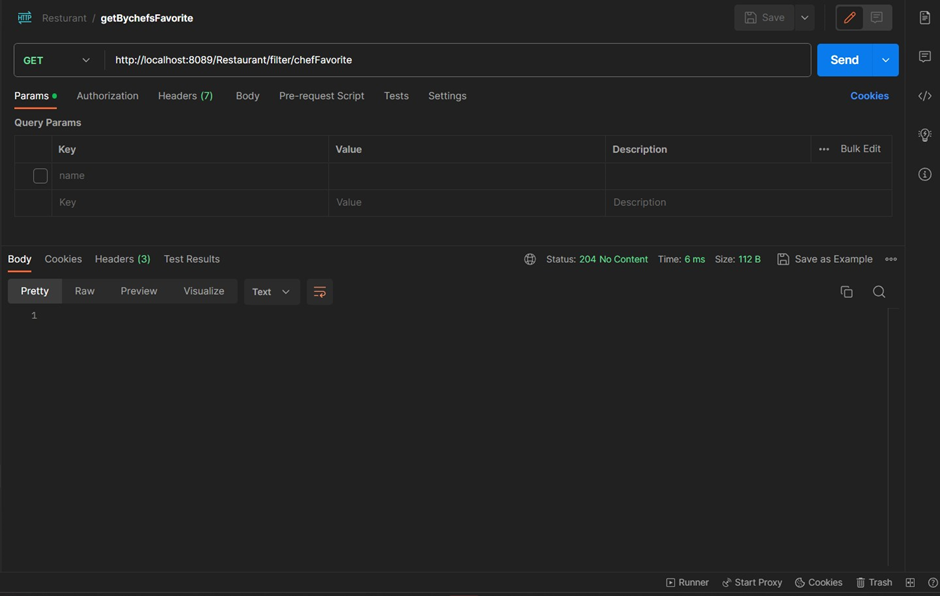 HTTP Resturant / getBychefsFavorite Save
GET http://localhost:8089/Restaurant/filter/chefFavorite Send
Params Authorization Headers (7) Body Pre-request Script Tests Settings Cookies
Query Params
Key Value Description Bulk Edit
name
Key Value Description
Body Cookies Headers (3) Test Results Status: 204 No Content Time: 6 ms Size: 112 B Save as Example
Pretty Raw Preview Visualize Text
1
Runner Start Proxy Cookies Trash